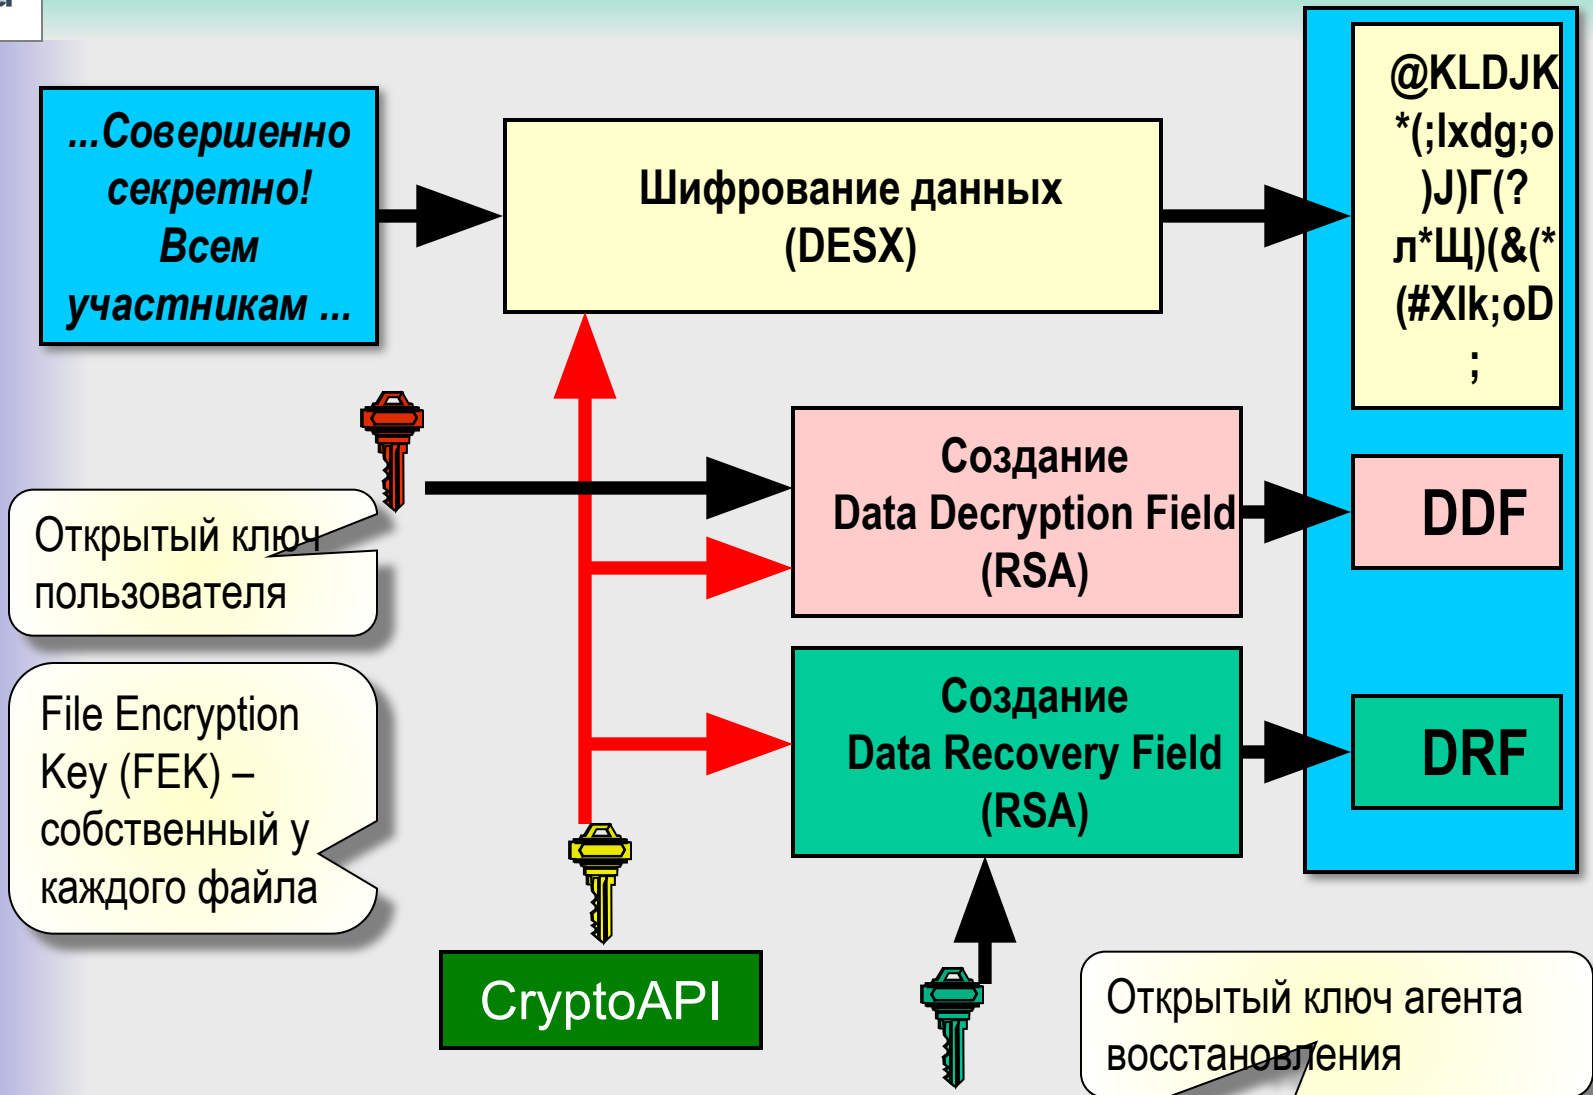 ...Совершенно
секретно!
Всем
участникам ...
Шифрование данных
(DESX)
@KLDJK
*(;lxdg;o
)J)Г(?
л*Щ)(&(*
(#Xlk;oD
;
Создание
Data Decryption Field
(RSA)
DDF
Открытый ключ
пользователя
File Encryption
Key (FEK) –
собственный у
каждого файла
Создание
Data Recovery Field
(RSA)
DRF
CryptoAPI
Открытый ключ агента
восстановления